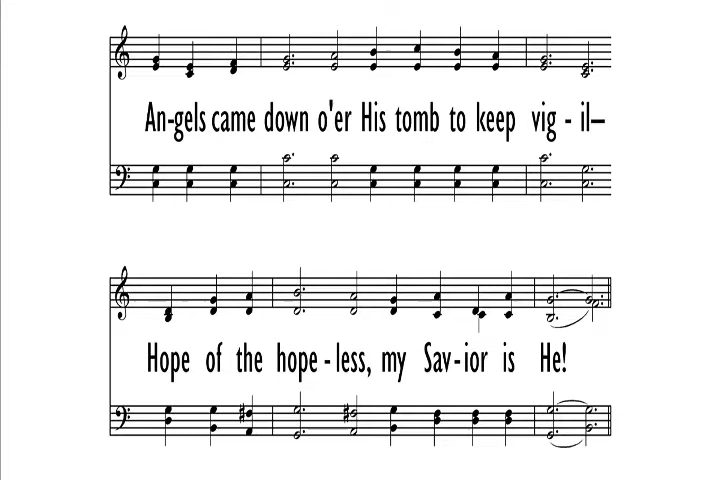 An-gels came down o'er His tomb to keep vig - il—
Hope of the hope - less, my Sav-ior is He!